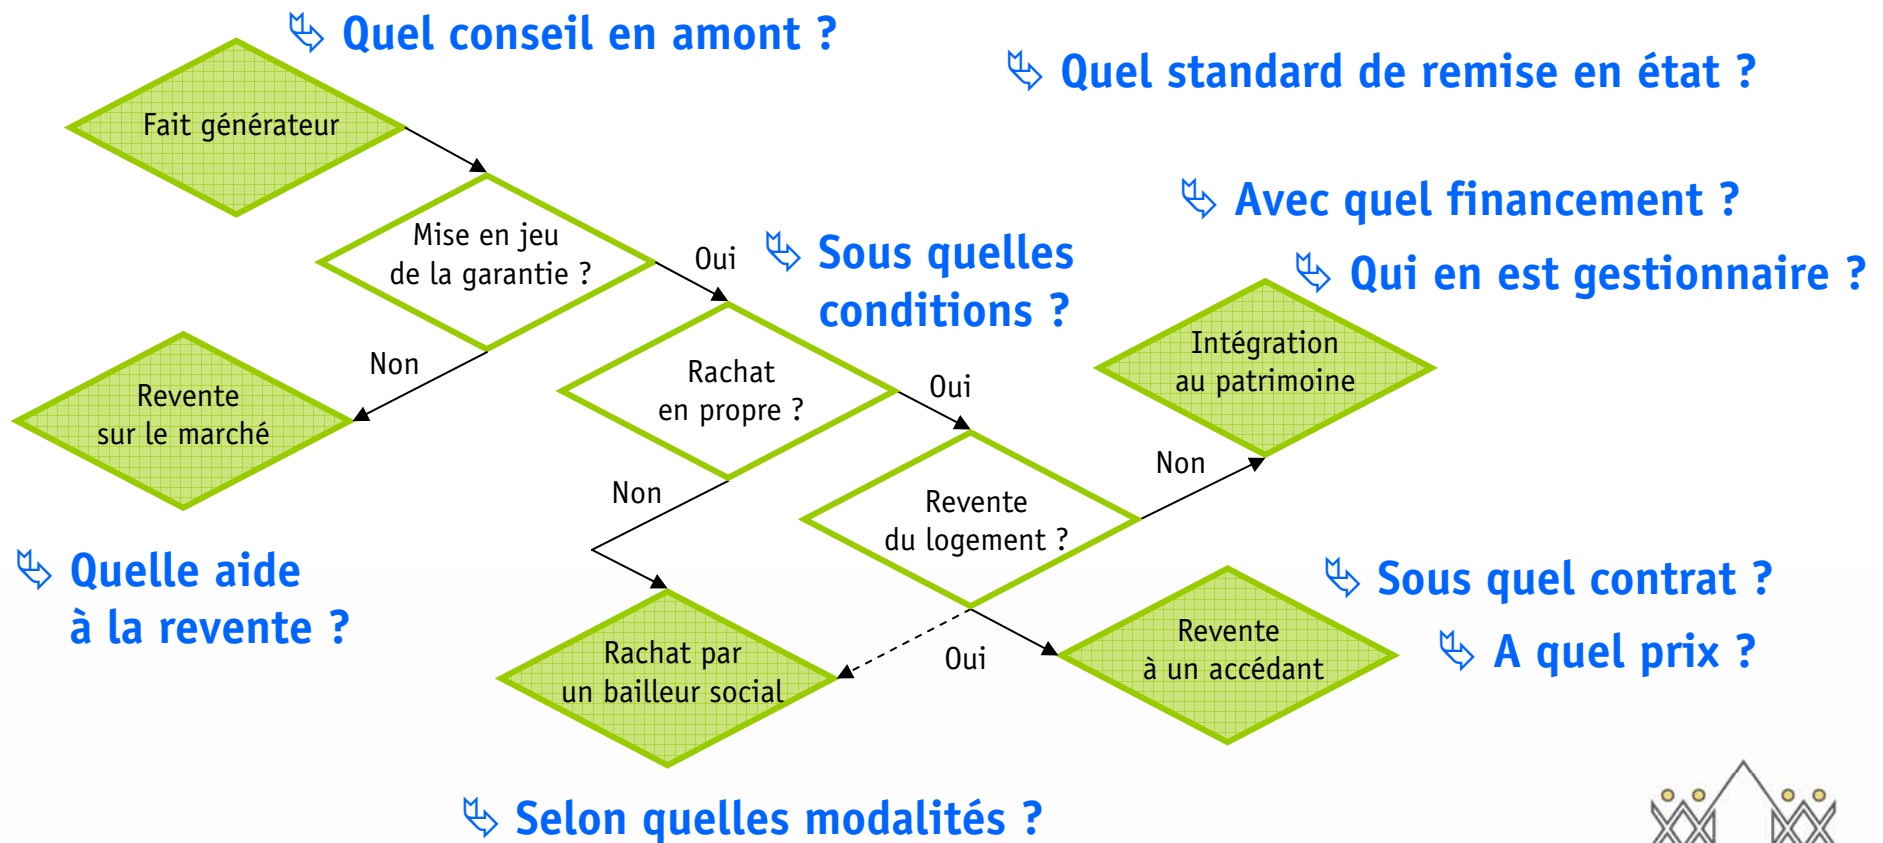 Quel conseil en amont ?
Quel standard de remise en état ?
Fait générateur
Avec quel financement ?
Mise en jeu
de la garantie ?
Oui
Sous quelles
conditions ?
Qui en est gestionnaire ?
Non
Intégration
au patrimoine
Revente
sur le marché
Rachat
en propre ?
Oui
Non
Non
Revente
du logement ?
Quelle aide
à la revente ?
Sous quel contrat ?
Rachat par
un bailleur social
Oui
Revente
à un accédant
A quel prix ?
Selon quelles modalités ?